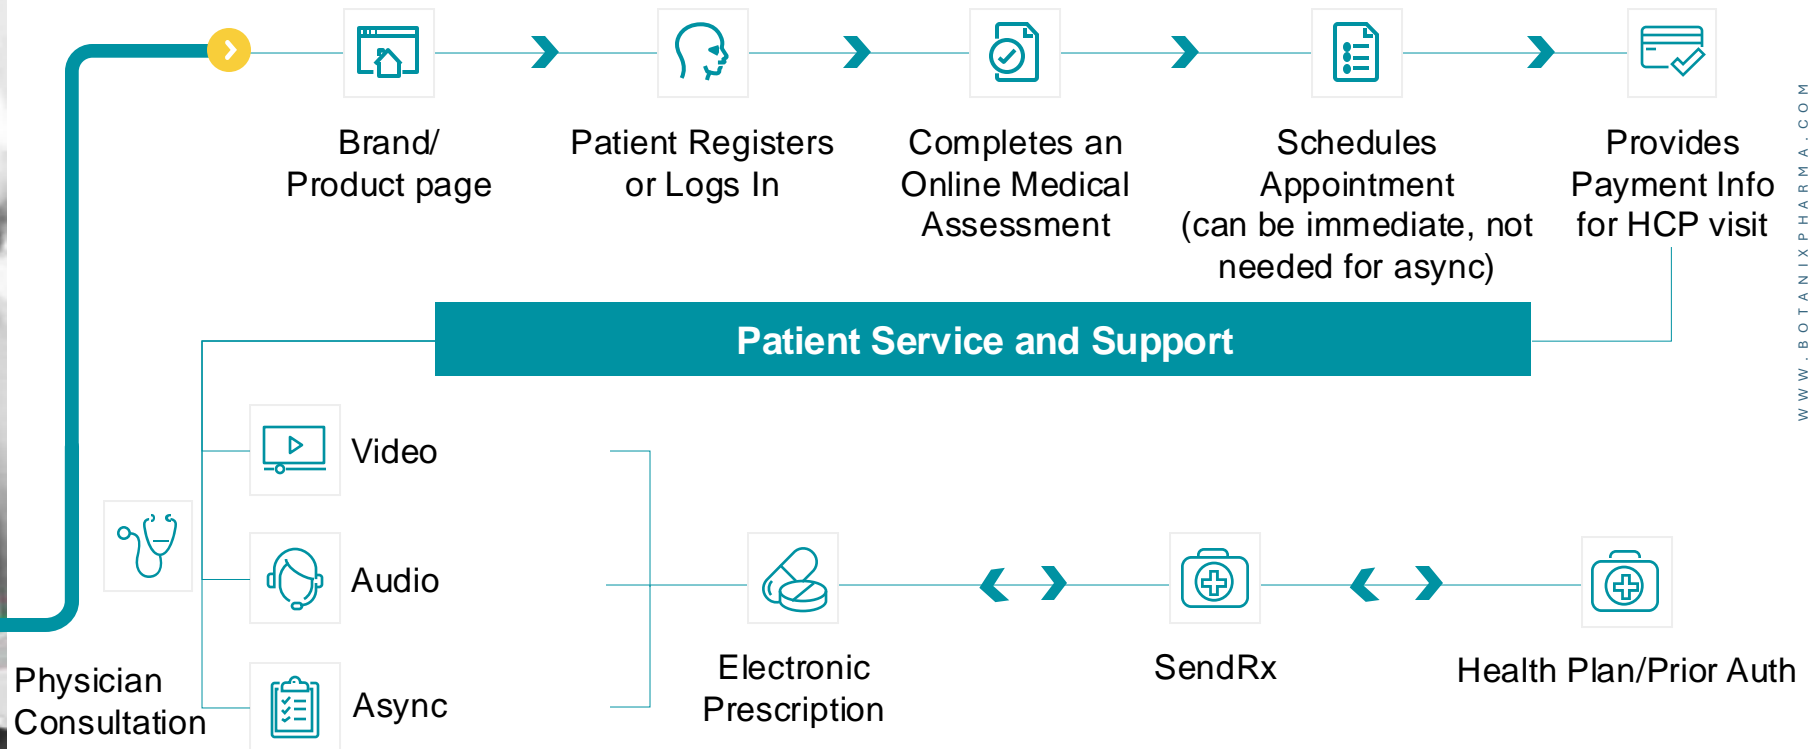 Brand/
Product page
Patient Registers
or Logs In
Completes an
Online Medical
Assessment
Schedules
Appointment
(can be immediate, not
needed for async)
Provides
Payment Info
for HCP visit
WWW.BOTANIXPHARMA.COM
Patient Service and Support
Video
Audio
Async
Physician
Consultation
Electronic
Prescription
SendRx
Health Plan/Prior Auth